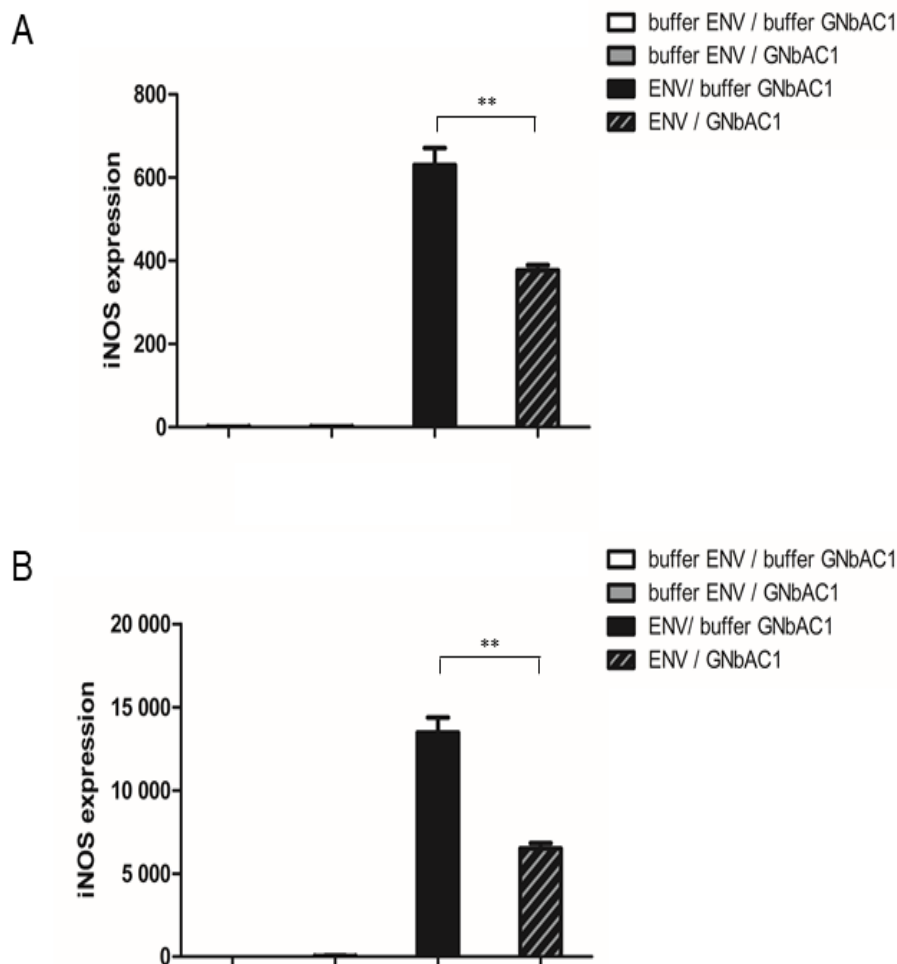 A
buffer ENV / buffer GNbAC1
buffer ENV / GNbAC1
ENV/ buffer GNbAC1
ENV / GNbAC1
800
600
400
200
0
iNOS expression
**
B
buffer ENV / buffer GNbAC1
buffer ENV / GNbAC1
ENV/ buffer GNbAC1
ENV / GNbAC1
20 000
15 000
10 000
5 000
0
iNOS expression
**